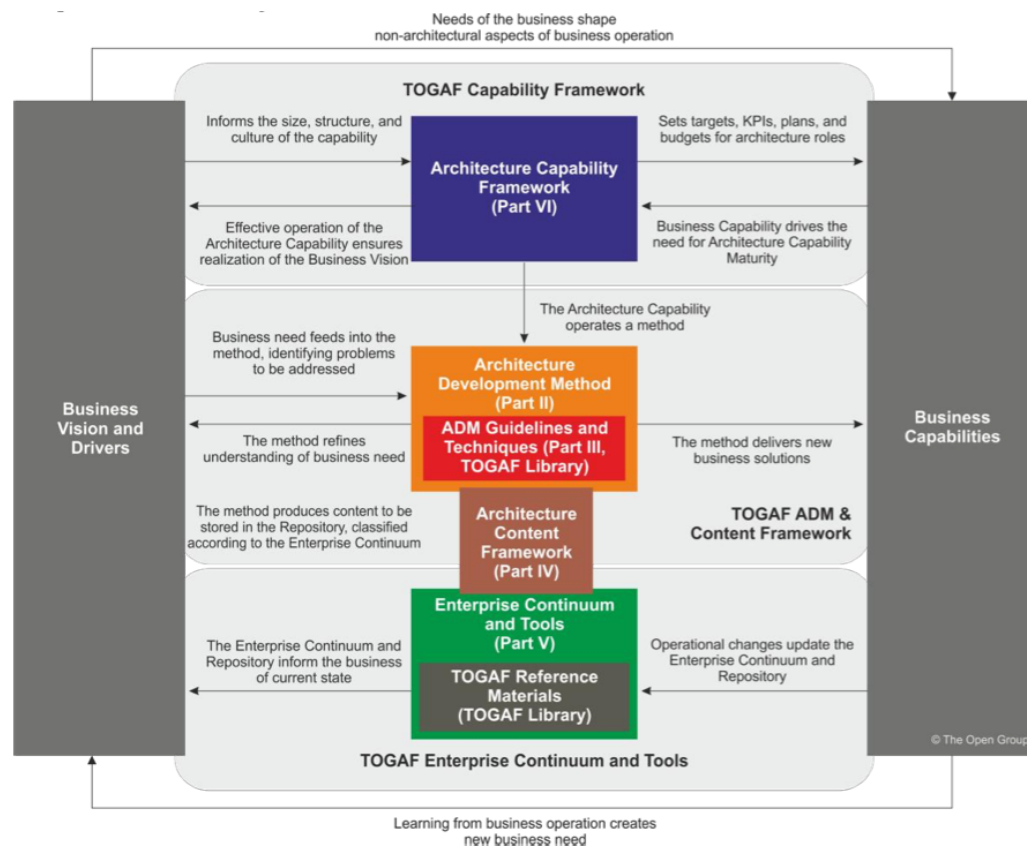 Needs of the business shape
non-architectural aspects of business operation
TOGAF Capability Framework
Informs the size, structure, and
culture of the capability
Architecture Capability
Framework
(Part VI)
Sets targets, KPIs, plans, and
budgets for architecture roles
Effective operation of the
Architecture Capability ensures
realization of the Business Vision
Business Capability drives the
need for Architecture Capability
Maturity
The Architecture Capability
operates a method
Business need feeds into the
method, identifying problems
to be addressed
Architecture
Development Method
(Part II)
ADM Guidelines and
Techniques (Part III,
TOGAF Library)
Business
Vision and
Drivers
Business
Capabilities
The method refines
understanding of business need
The method delivers new
business solutions
The method produces content to be
stored in the Repository, classified
according to the Enterprise Continuum
Architecture
Content
Framework
(Part IV)
TOGAF ADM &
Content Framework
Enterprise Continuum
and Tools
(Part V)
The Enterprise Continuum and
Repository inform the business
of current state
TOGAF Reference
Materials
(TOGAF Library)
Operational changes update the
Enterprise Continuum and
Repository
© The Open Group
TOGAF Enterprise Continuum and Tools
Learning from business operation creates
new business need